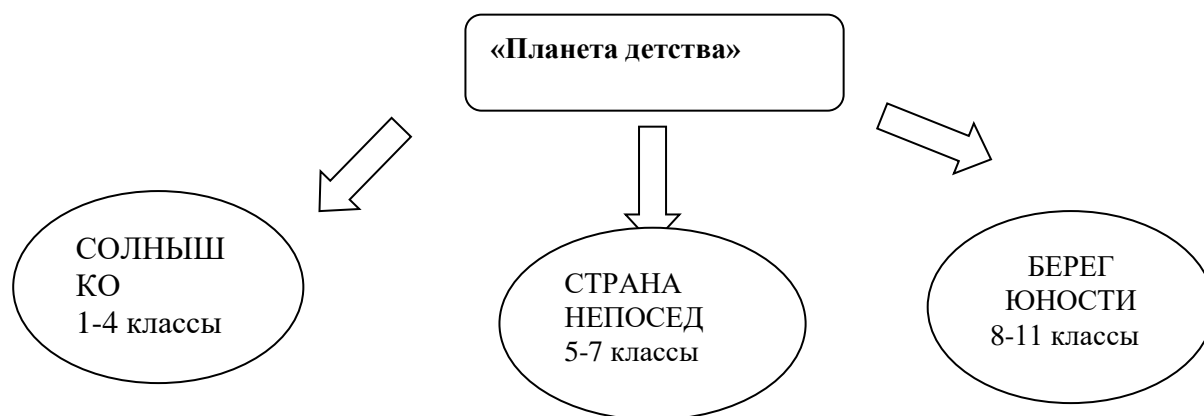 «Планета детства»
СОЛНЫШ
КО
1-4 классы
СТРАНА
НЕПОСЕД
5-7 классы
БЕРЕГ
ЮНОСТИ
8-11 классы